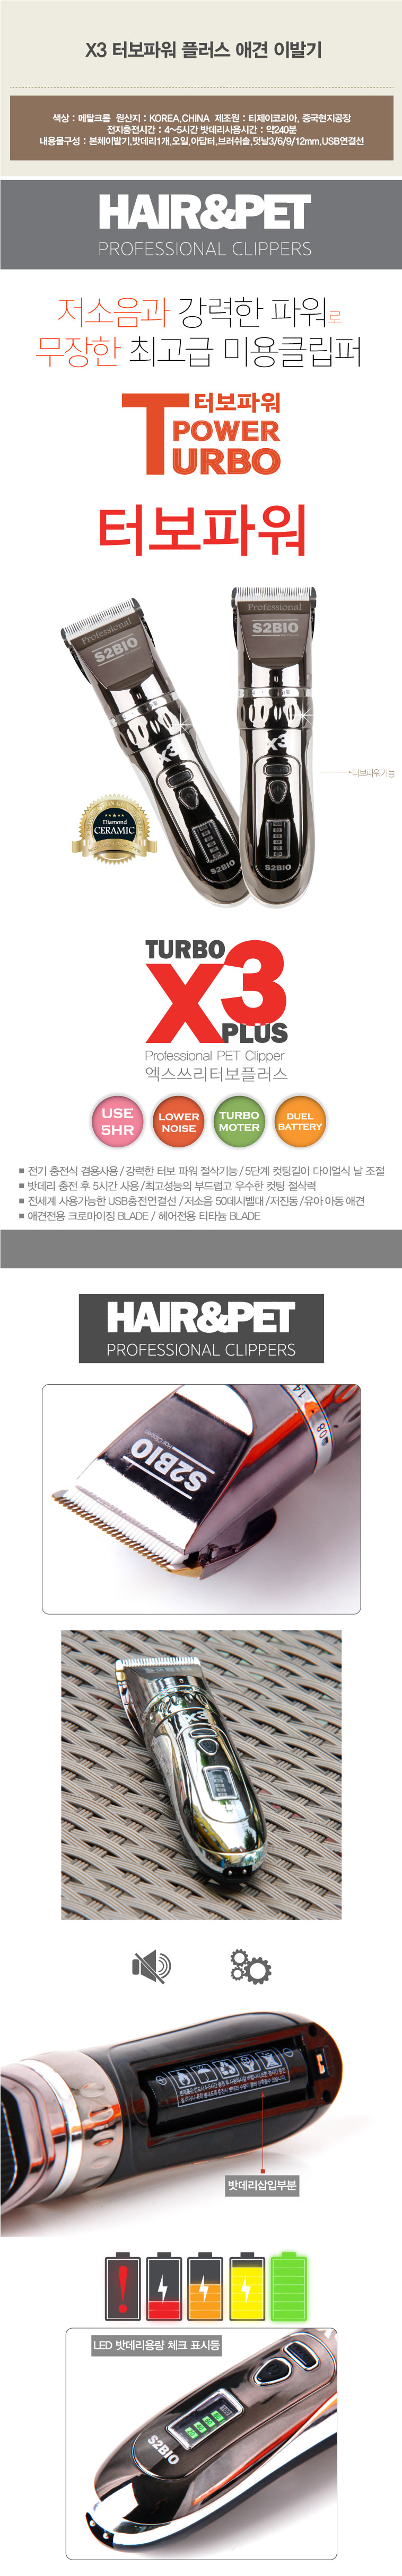 X3 터보파워 플러스 애견 이발기
색상 : 메탈크롬 원산지 : KOREA,CHINA 제조원 : 티제이코리아, 중국현지공장
전지충전시간 : 4~5시간 밧데리사용시간 : 약240분
내용물구성 : 본체이발기,밧데리1개,오일,아답터,브러쉬솔,덧날3/6/9/12mm,USB연결선
HAIR&PET
PROFESSIONAL CLIPPERS
저소음과 강력한 파워로
무장한 최고급 미용클립퍼
터보파워
POWER
TURBO
터보파워
Professional
S2BIO
Professional
S2BIO
X3
X3
터보파워기능
Diamond
CERAMIC
S2BIO
S2BIO
TURBO
X3
PLUS
Professional PET Clipper
엑스쓰리터보플러스
USE
5HR
LOWER
NOISE
TURBO
MOTER
DUEL
BATTERY
■ 전기 충전식 겸용사용 / 강력한 터보 파워 절삭기능 / 5단계 컷팅길이 다이얼식 날 조절
■ 밧데리 충전 후 5시간 사용 /최고성능의 부드럽고 우수한 컷팅 절삭력
■ 전세계 사용가능한 USB충전연결선 / 저소음 50데시벨대 /저진동 /유아 아동 애견
■ 애견전용 크로마이징 BLADE / 헤어전용 티타늄 BLADE
HAIR&PET
PROFESSIONAL CLIPPERS
S2BIO
1.4
08
S2BIO
X3
밧데리삽입부분
LED 밧데리용량 체크 표시등
S2BIO